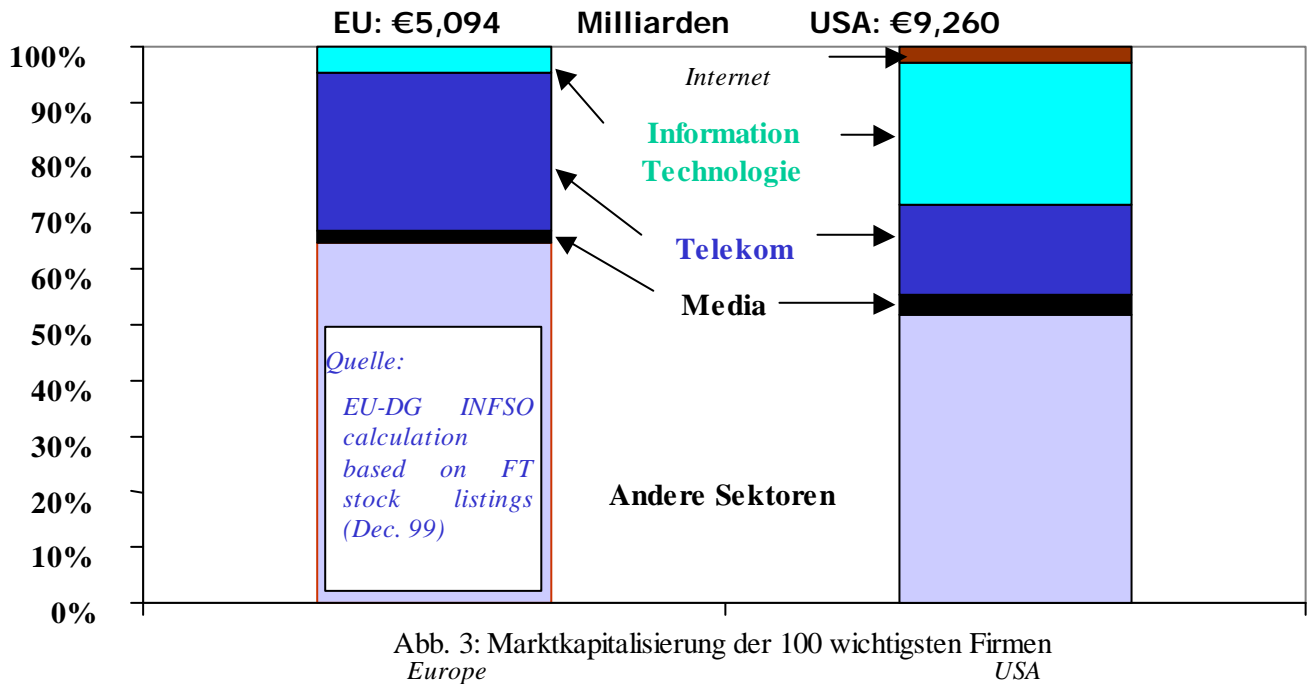 EU: €5,094 Milliarden USA: €9,260
100%
90%
80%
70%
60%
50%
40%
30%
20%
10%
0%
Internet
Information
Technologie
Telekom
Media
Andere Sektoren
Quelle:
EU-DG INFSO
calculation
based on FT
stock listings
(Dec. 99)
Abb. 3: Marktkapitalisierung der 100 wichtigsten Firmen
Europe USA